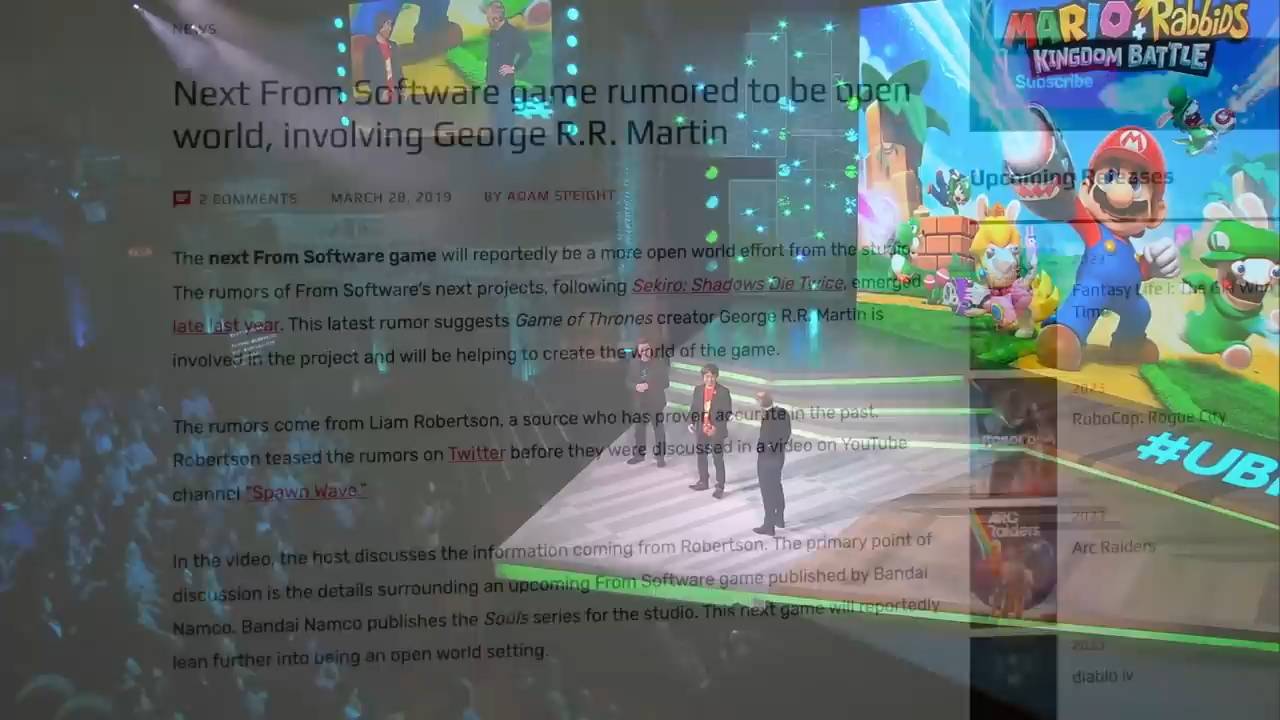 NEWS
Next From Software game rumored to be open
world, involving George R.R. Martin
2 COMMENTS MARCH 28, 2019 BY ADAM SPEIGHT
The next From Software game will reportedly be a more open world effort from the studio.
The rumors of From Software's next projects, following Sekiro: Shadows Die Twice, emerged
late last year. This latest rumor suggests Game of Thrones creator George R.R. Martin is
involved in the project and will be helping to create the world of the game.
The rumors come from Liam Robertson, a source who has proven accurate in the past.
Robertson teased the rumors on Twitter before they were discussed in a video on YouTube
channel "Spawn Wave."
In the video, the host discusses the information coming from Robertson. The primary point of
discussion is the details surrounding an upcoming From Software game published by Bandai
Namco. Bandai Namco publishes the Souls series for the studio. This next game will reportedly
lean further into being an open world setting.
MARIO + Rabbids
KINGDOM BATTLE
Subscribe
Upcoming Releases
2023
Fantasy Life i: The Girl Who
Time
2023
RoboCop: Rogue City
2023
ARC
Raiders
Arc Raiders
2023
diablo iv
#UBI